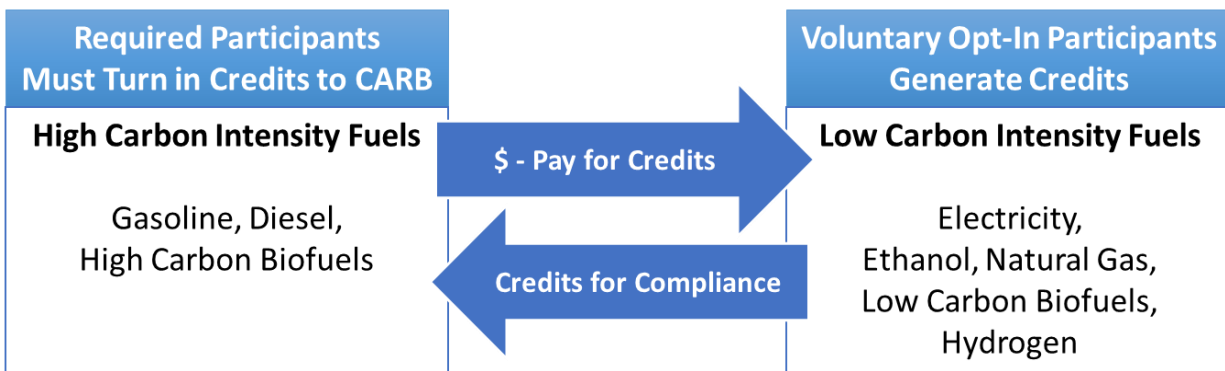 Required Participants
Must Turn in Credits to CARB
High Carbon Intensity Fuels
Gasoline, Diesel,
High Carbon Biofuels
$ - Pay for Credits
Credits for Compliance
Voluntary Opt-In Participants
Generate Credits
Low Carbon Intensity Fuels
Electricity,
Ethanol, Natural Gas,
Low Carbon Biofuels,
Hydrogen